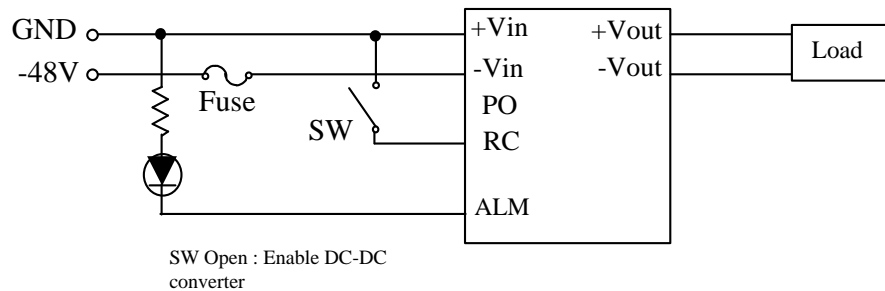 GND
+Vin
+Vout
Load
-48V
-Vin
-Vout
Fuse
PO
SW
RC
ALM
SW Open : Enable DC-DC
converter